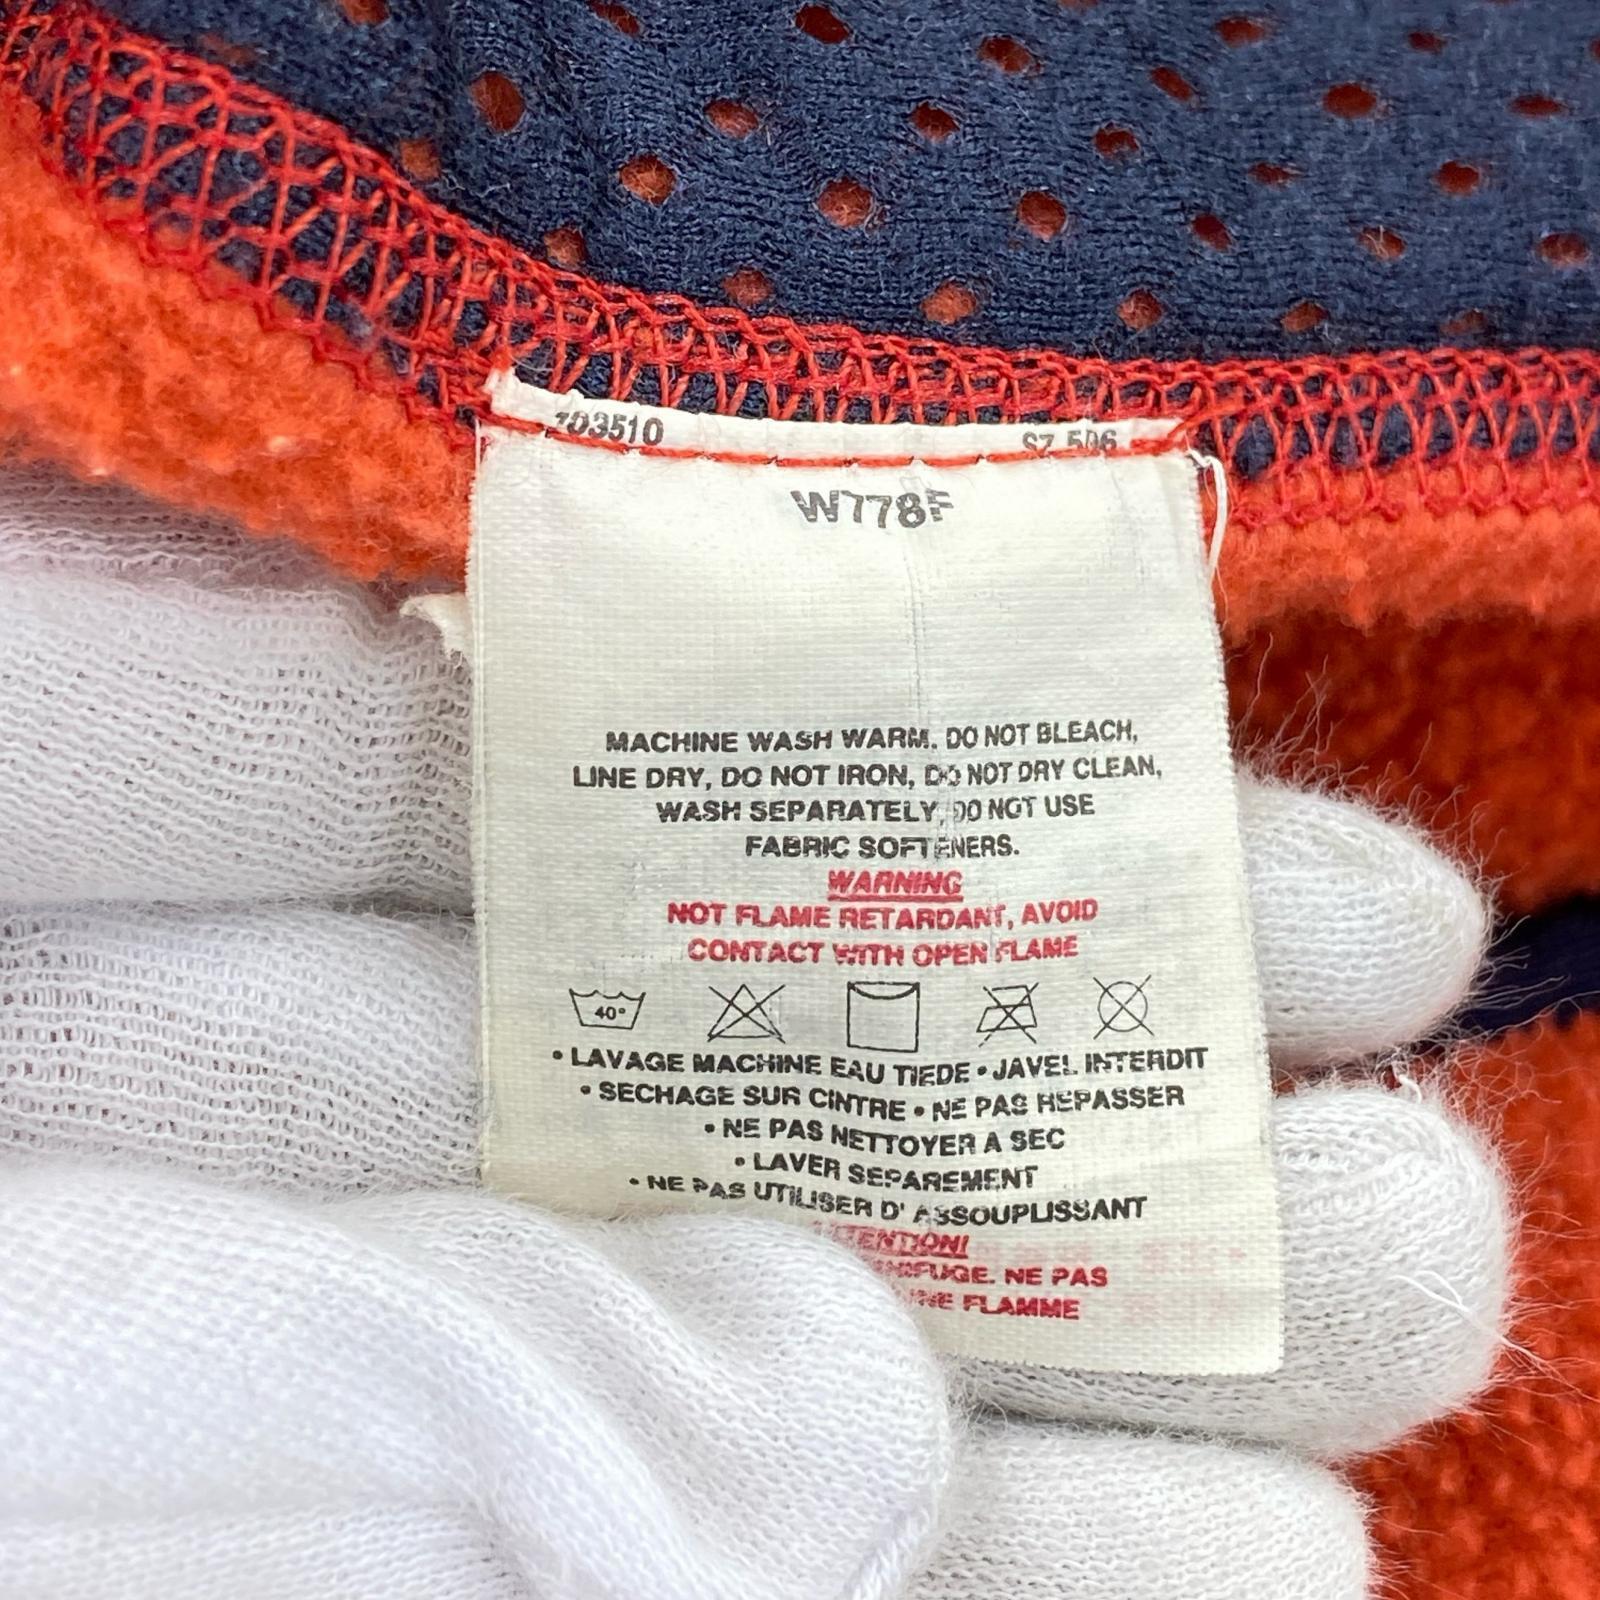 103510 SZ 506
W778F
MACHINE WASH WARM. DO NOT BLEACH,
LINE DRY, DO NOT IRON, DO NOT DRY CLEAN,
WASH SEPARATELY, DO NOT USE
FABRIC SOFTENERS.
WARNING
NOT FLAME RETARDANT, AVOID
CONTACT WITH OPEN FLAME
40°
• LAVAGE MACHINE EAU TIEDE • JAVEL INTERDIT
• SECHAGE SUR CINTRE • NE PAS REPASSER
• NE PAS NETTOYER A SEC
• LAVER SEPAREMENT
• NE PAS UTILISER D' ASSOUPLISSANT
ATTENTION!
NE PAS
UNE FLAMME